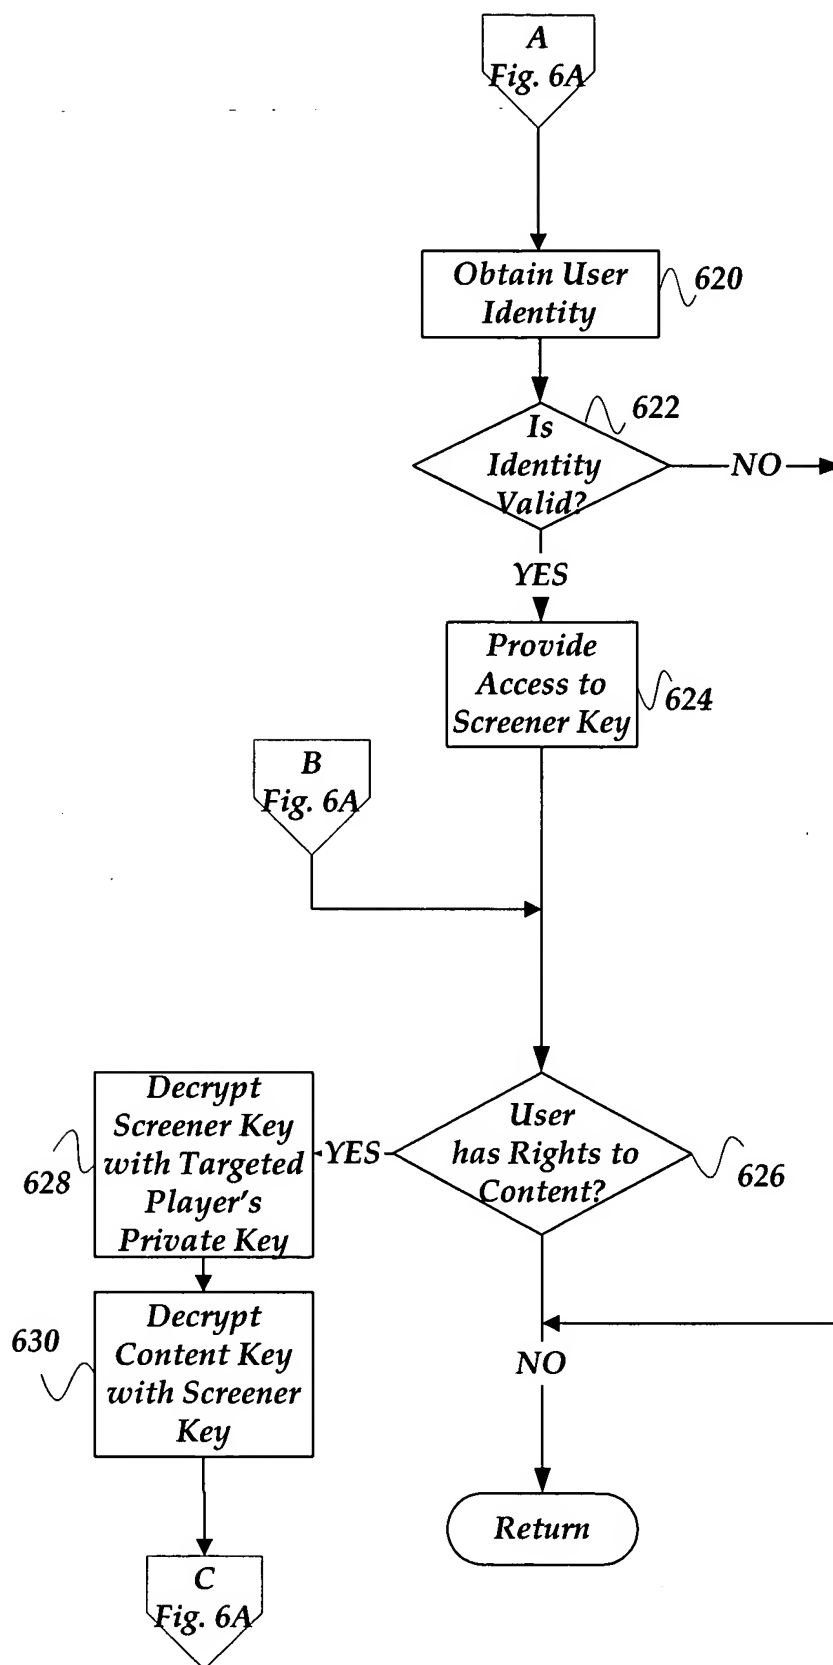 A
Fig. 6A
Obtain User
Identity
620
622
Is
Identity
Valid?
NO
YES
Provide
Access to
Screener Key
624
B
Fig. 6A
Decrypt
Screener Key
with Targeted
Player's
Private Key
628
YES
User
has Rights to
Content?
626
630
Decrypt
Content Key
with Screener
Key
NO
Return
C
Fig. 6A